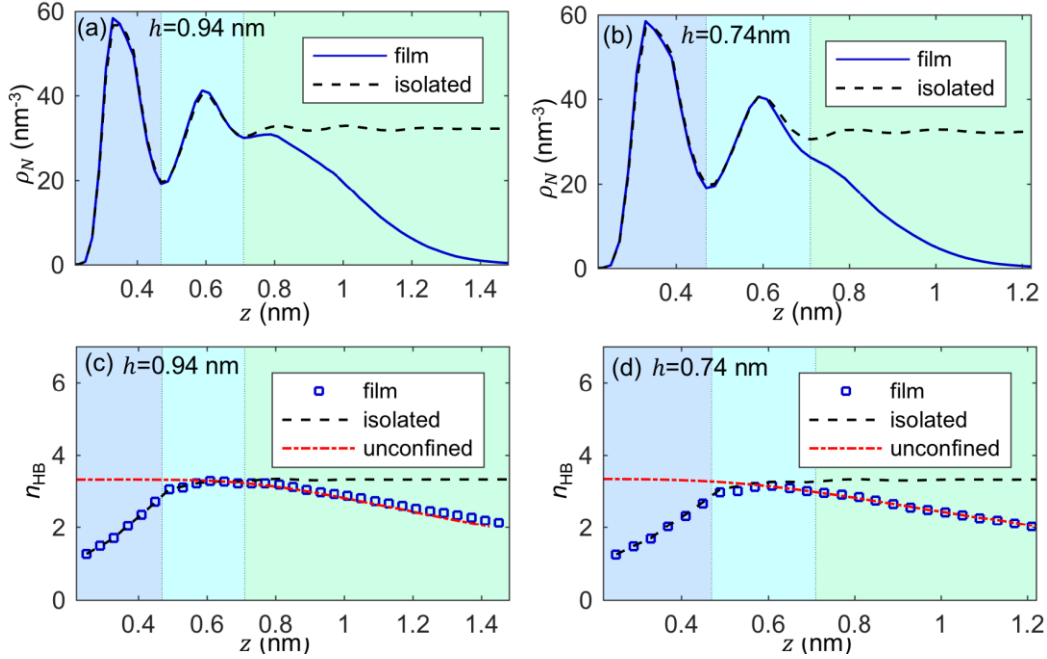 (a) h=0.94 nm
film
isolated
60
40
20
0
ρN (nm-3)
0.4 0.6 0.8 1 1.2 1.4
z (nm)
(b) h=0.74nm
film
isolated
60
40
20
0
ρN (nm-3)
0.4 0.6 0.8 1 1.2
z (nm)
(c) h=0.94 nm
film
isolated
unconfined
6
4
2
0
nHB
0.4 0.6 0.8 1 1.2 1.4
z (nm)
(d) h=0.74 nm
film
isolated
unconfined
6
4
2
0
nHB
0.4 0.6 0.8 1 1.2
z (nm)